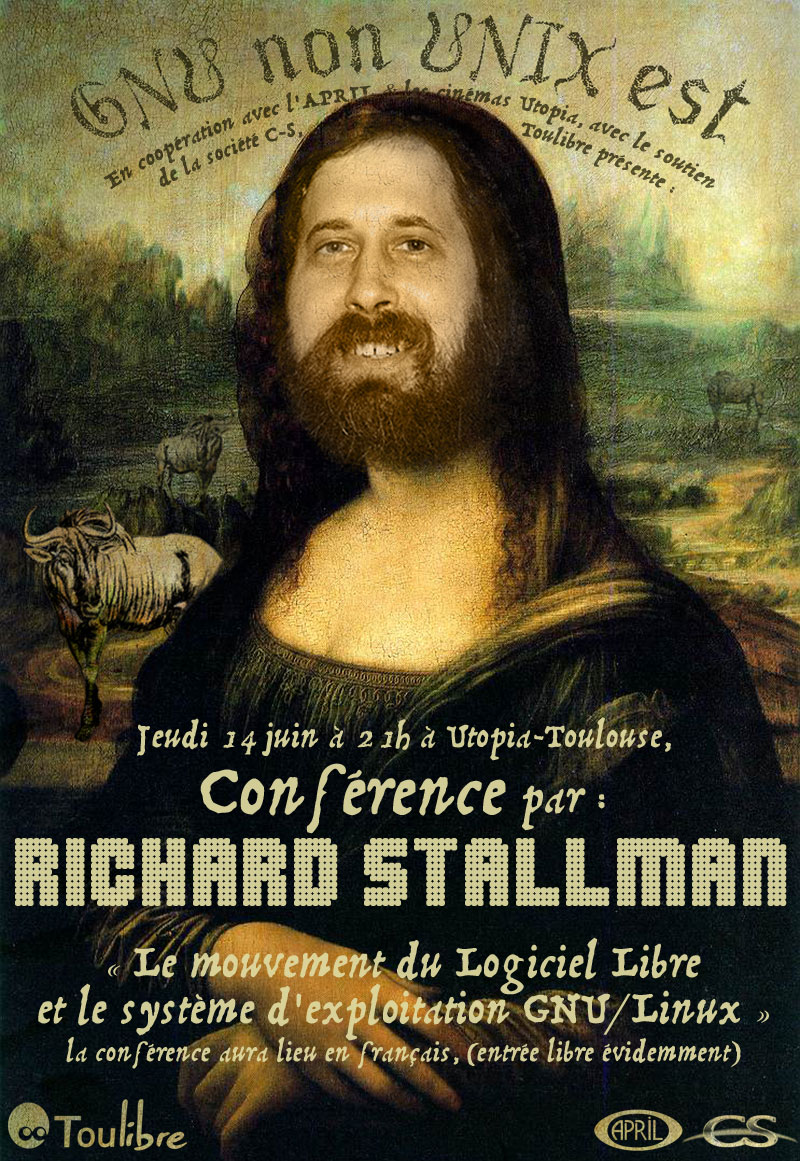 GNU non UNIX est
En coopération avec l'APRIL & les cinémas Utopia, avec le soutien
de la société C-S, Toulibre présente :
Jeudi 14 juin à 21h à Utopia-Toulouse,
Conférence par :
RICHARD STALLMAN
« Le mouvement du Logiciel Libre
et le système d'exploitation GNU/Linux »
la conférence aura lieu en français, (entrée libre évidemment)
Toulibre
APRIL
CS